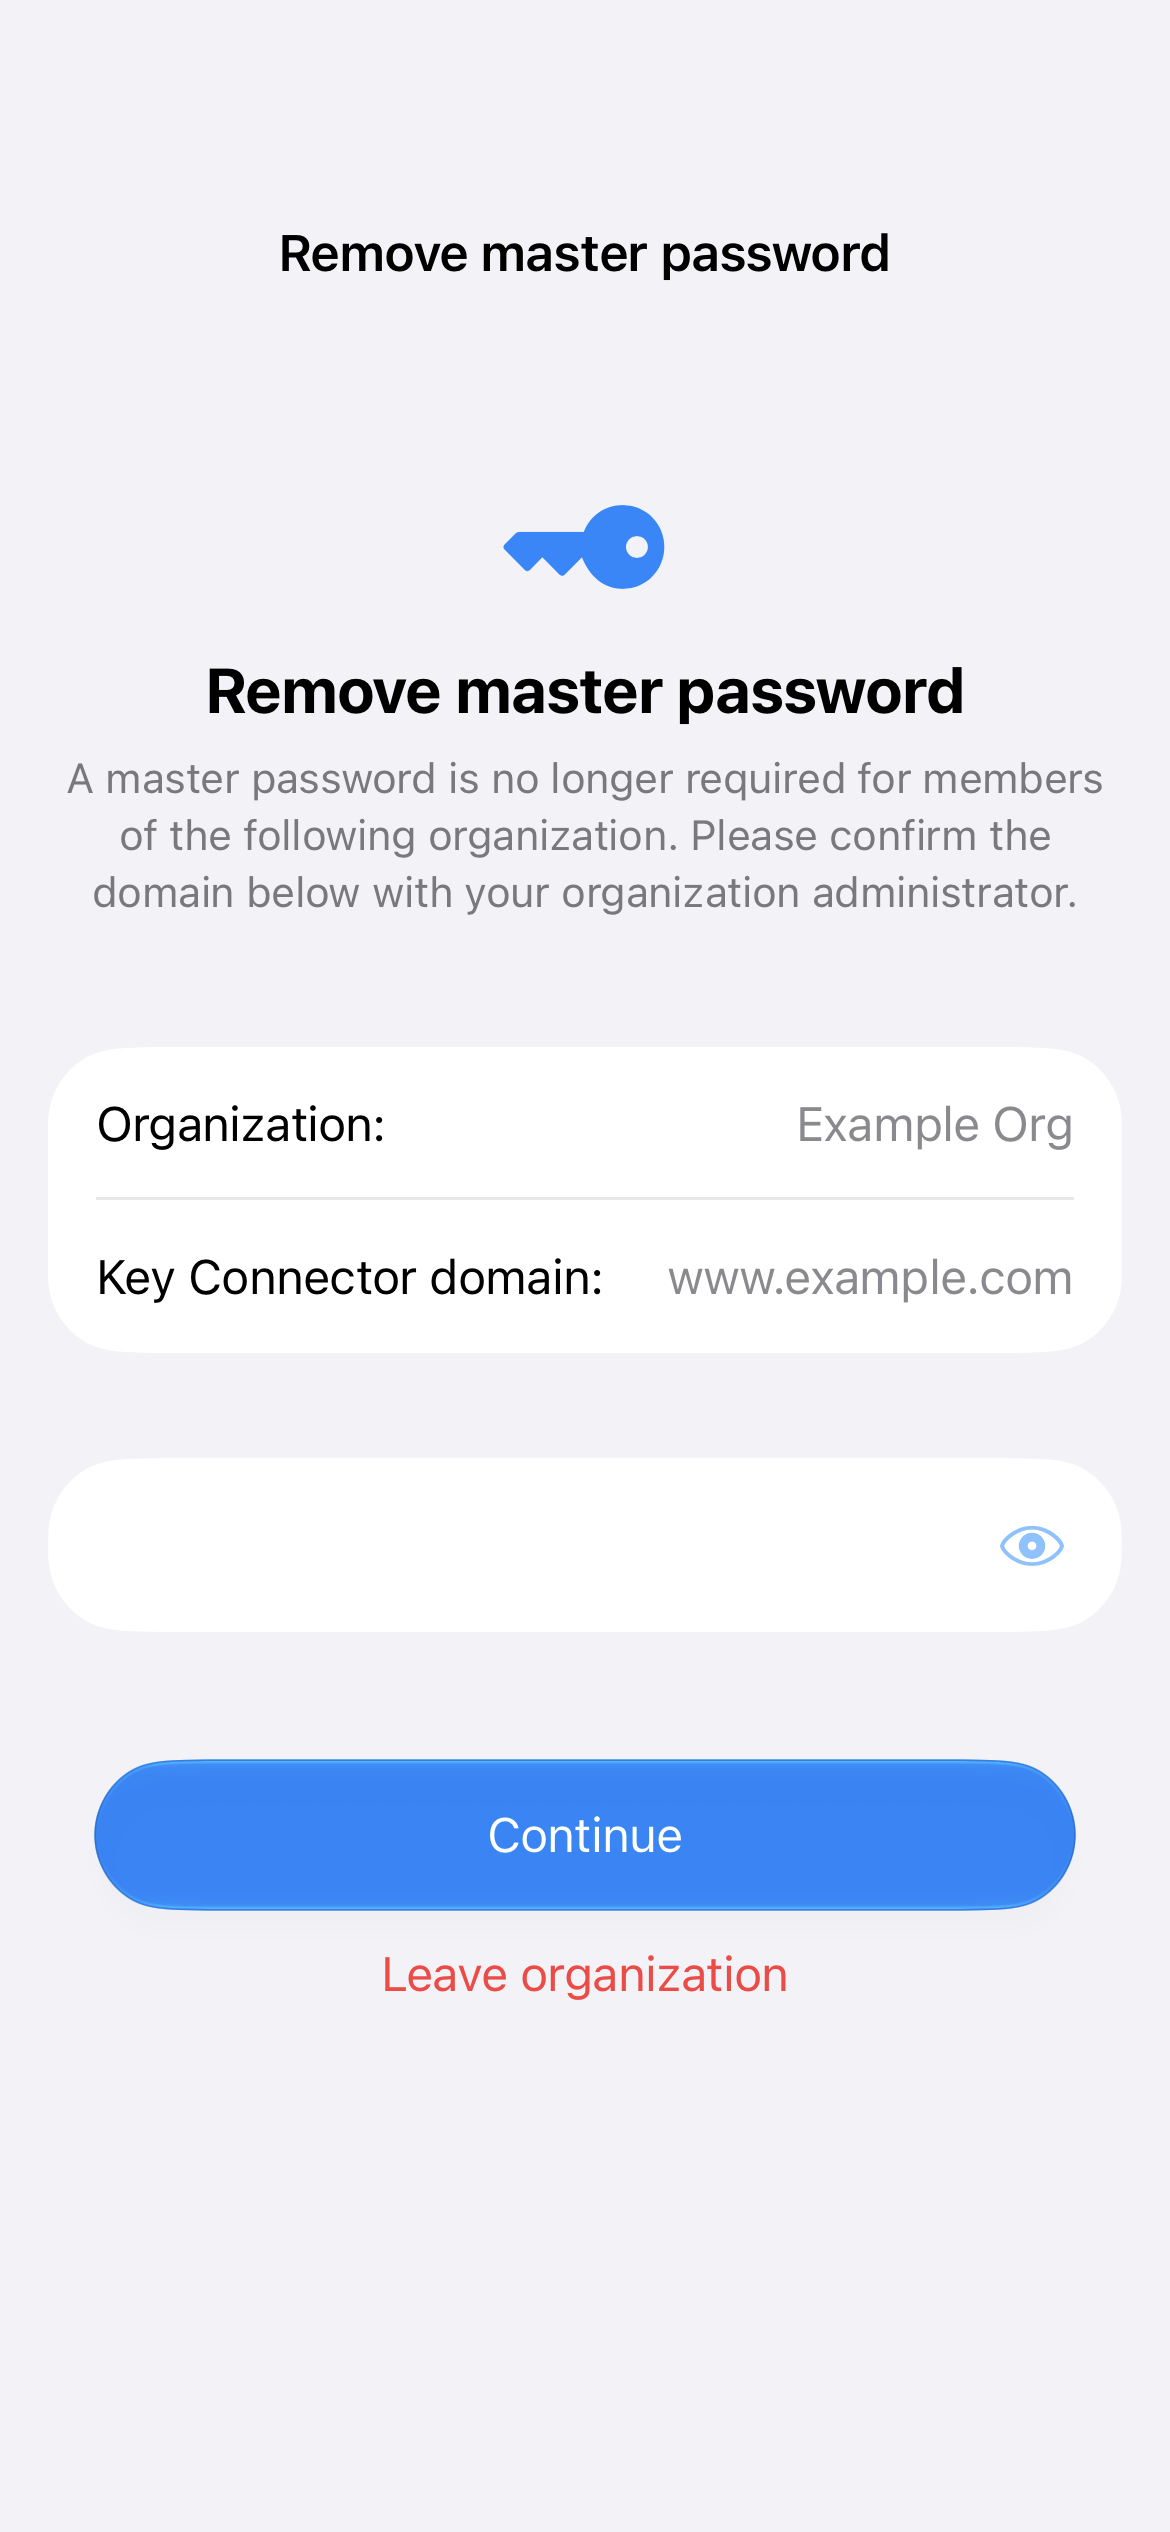 Remove master password
Remove master password
A master password is no longer required for members
of the following organization. Please confirm the
domain below with your organization administrator.
Organization: Example Org
Key Connector domain: www.example.com
Continue
Leave organization